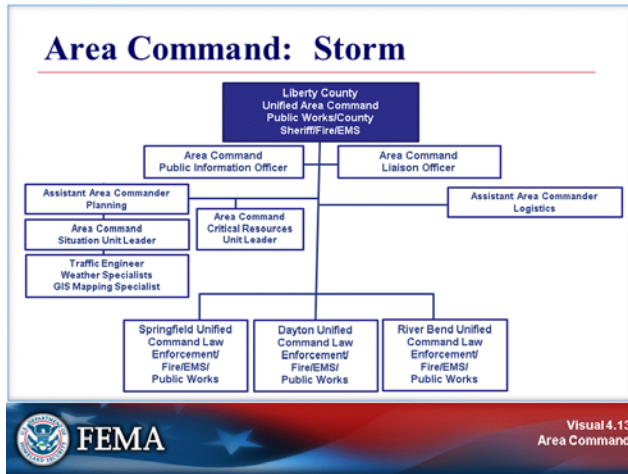 Area Command: Storm
Liberty County
Unified Area Command
Public Works/County
Sheriff/Fire/EMS
Area Command
Public Information Officer
Area Command
Liaison Officer
Assistant Area Commander
Planning
Area Command
Critical Resources
Unit Leader
Assistant Area Commander
Logistics
Area Command
Situation Unit Leader
Traffic Engineer
Weather Specialists
GIS Mapping Specialist
Springfield Unified
Command Law
Enforcement/
Fire/EMS/
Public Works
Dayton Unified
Command Law
Enforcement/
Fire/EMS/
Public Works
River Bend Unified
Command Law
Enforcement/
Fire/EMS/
Public Works
FEMA
Visual 4.13
Area Command